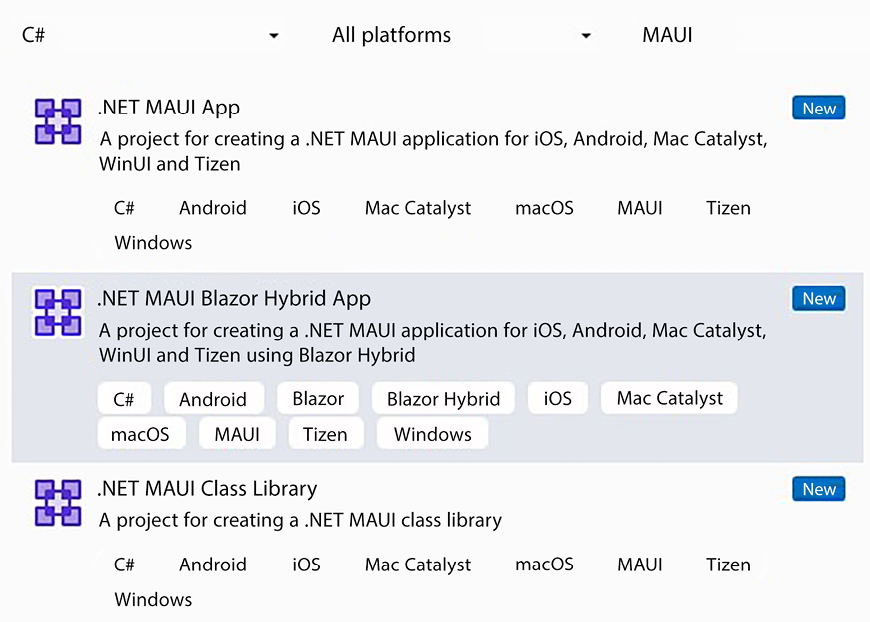 C# All platforms MAUI
.NET MAUI App New
A project for creating a .NET MAUI application for iOS, Android, Mac Catalyst,
WinUI and Tizen
C# Android iOS Mac Catalyst macOS MAUI Tizen
Windows
.NET MAUI Blazor Hybrid App New
A project for creating a .NET MAUI application for iOS, Android, Mac Catalyst,
WinUI and Tizen using Blazor Hybrid
C# Android Blazor Blazor Hybrid iOS Mac Catalyst
macOS MAUI Tizen Windows
.NET MAUI Class Library New
A project for creating a .NET MAUI class library
C# Android iOS Mac Catalyst macOS MAUI Tizen
Windows